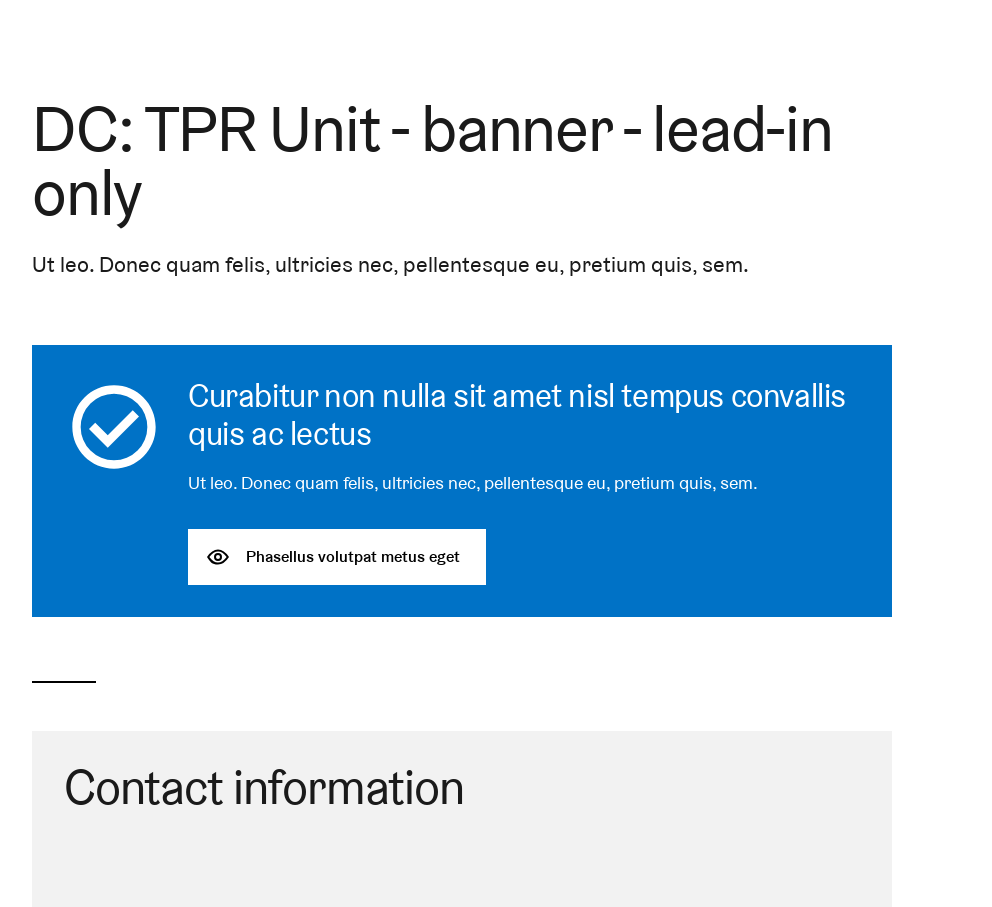 DC: TPR Unit - banner - lead-in
only
Ut leo. Donec quam felis, ultricies nec, pellentesque eu, pretium quis, sem.
Curabitur non nulla sit amet nisl tempus convallis
quis ac lectus
Ut leo. Donec quam felis, ultricies nec, pellentesque eu, pretium quis, sem.
Phasellus volutpat metus eget
Contact information